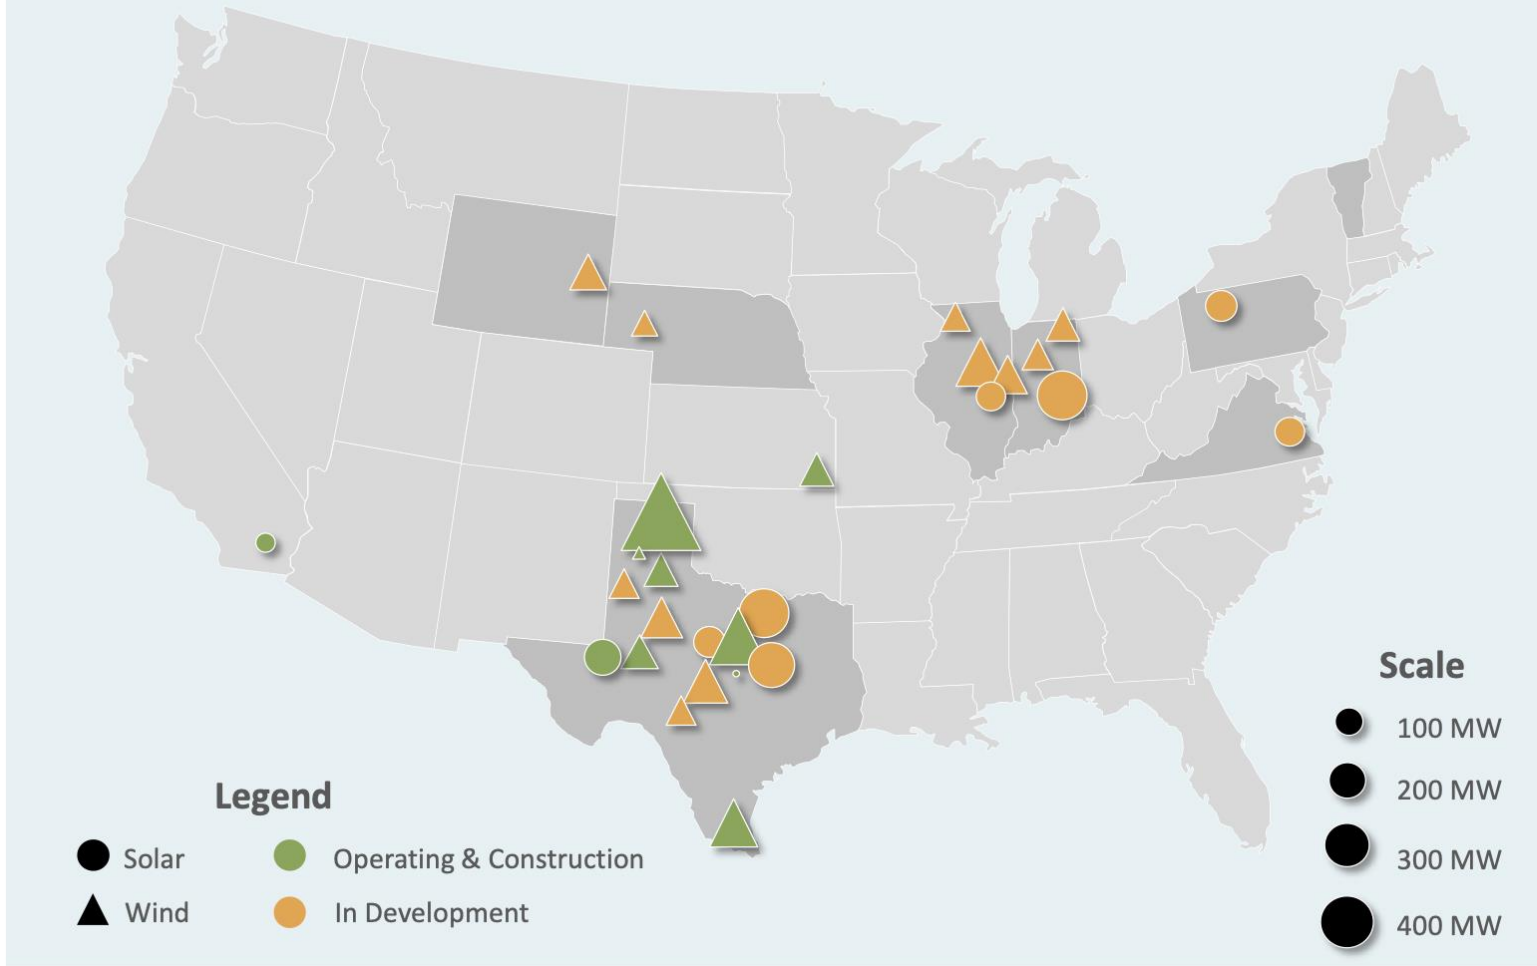 Scale
100 MW
200 MW
300 MW
400 MW
Legend
Solar
Operating & Construction
Wind
In Development